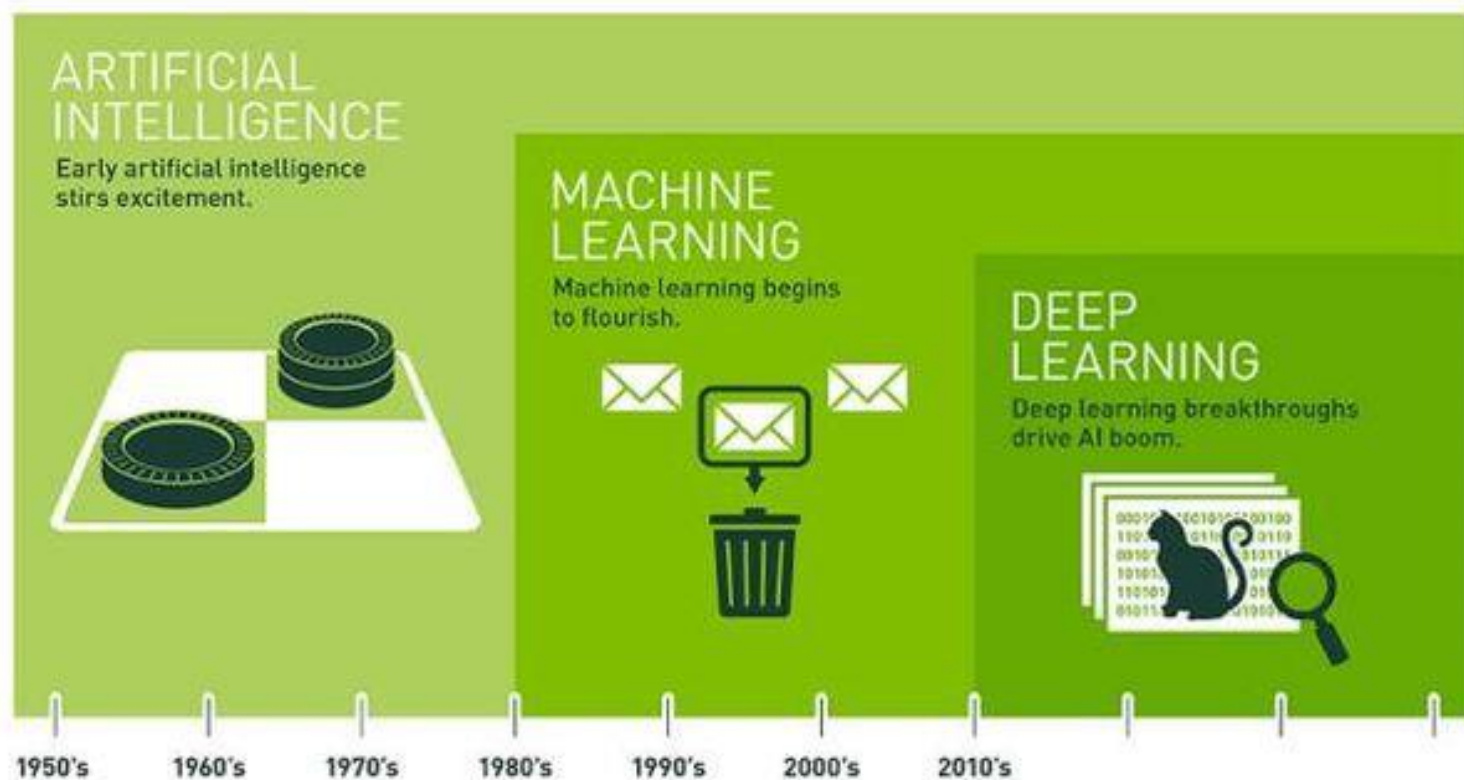 ARTIFICIAL
INTELLIGENCE
Early artificial intelligence
stirs excitement.
MACHINE
LEARNING
Machine learning begins
to flourish.
DEEP
LEARNING
Deep learning breakthroughs
drive AI boom.
1950's 1960's 1970's 1980's 1990's 2000's 2010's